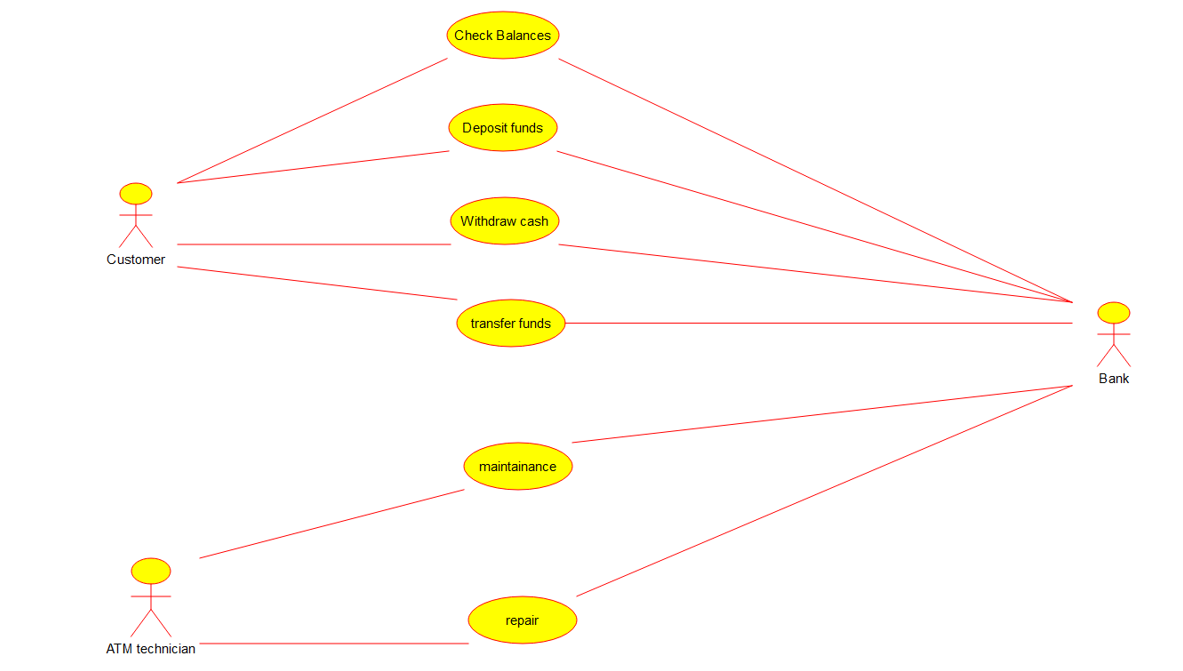 Check Balances
Deposit funds
Withdraw cash
Customer
transfer funds
Bank
maintainance
repair
ATM technician